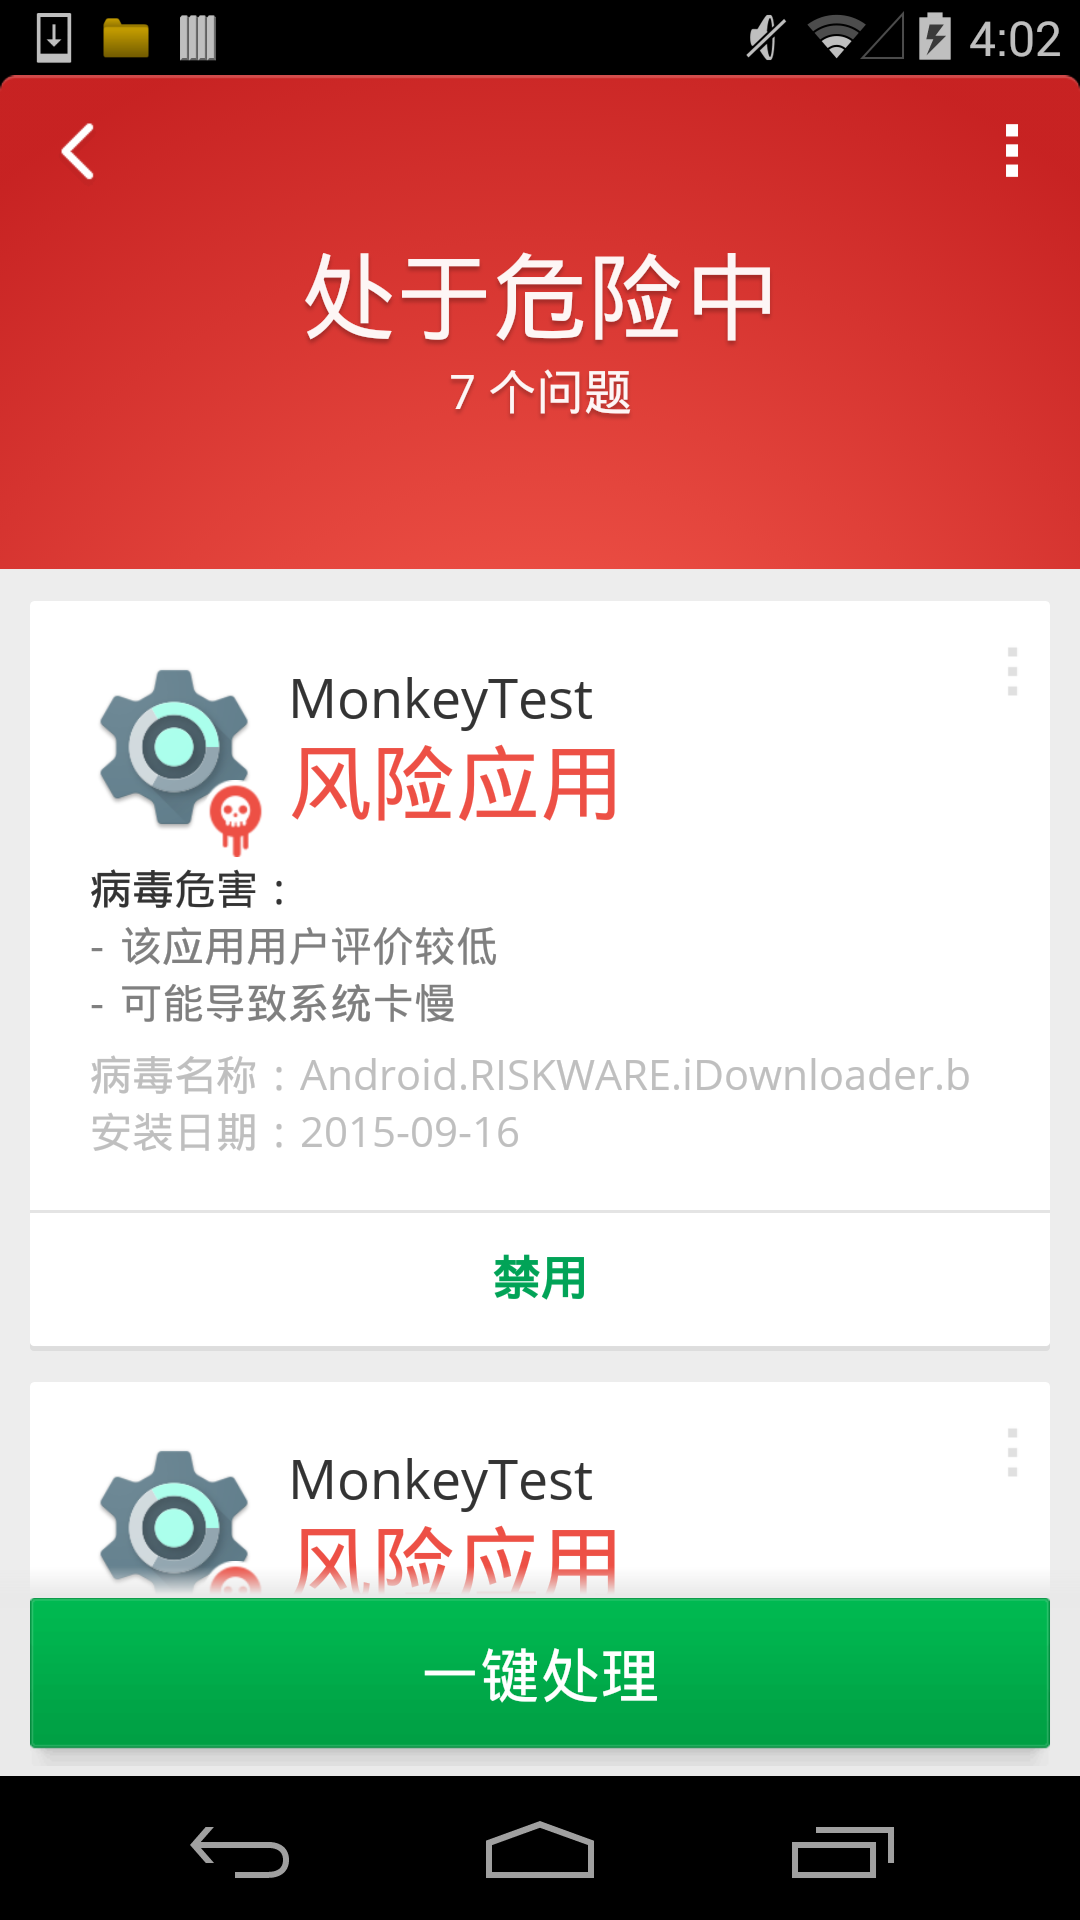 4:02
处于危险中
7 个问题
MonkeyTest
风险应用
病毒危害：
- 该应用用户评价较低
- 可能导致系统卡慢
病毒名称：Android.RISKWARE.iDownloader.b
安装日期：2015-09-16
禁用
MonkeyTest
风险应用
一键处理